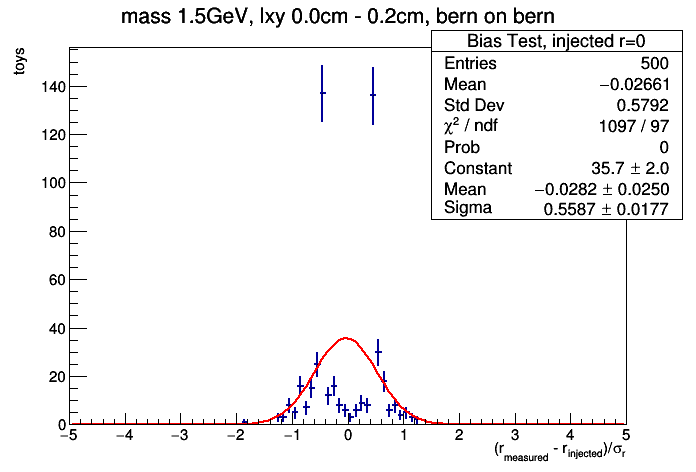 mass 1.5GeV, lxy 0.0cm - 0.2cm, bern on bern
Bias Test, injected r=0
Entries 500
Mean −0.02661
Std Dev 0.5792
χ² / ndf 1097 / 97
Prob 0
Constant 35.7 ± 2.0
Mean −0.0282 ± 0.0250
Sigma 0.5587 ± 0.0177
toys
140
120
100
80
60
40
20
0
−5 −4 −3 −2 −1 0 1 2 3 4 5
(r_measured - r_injected)/σ_r